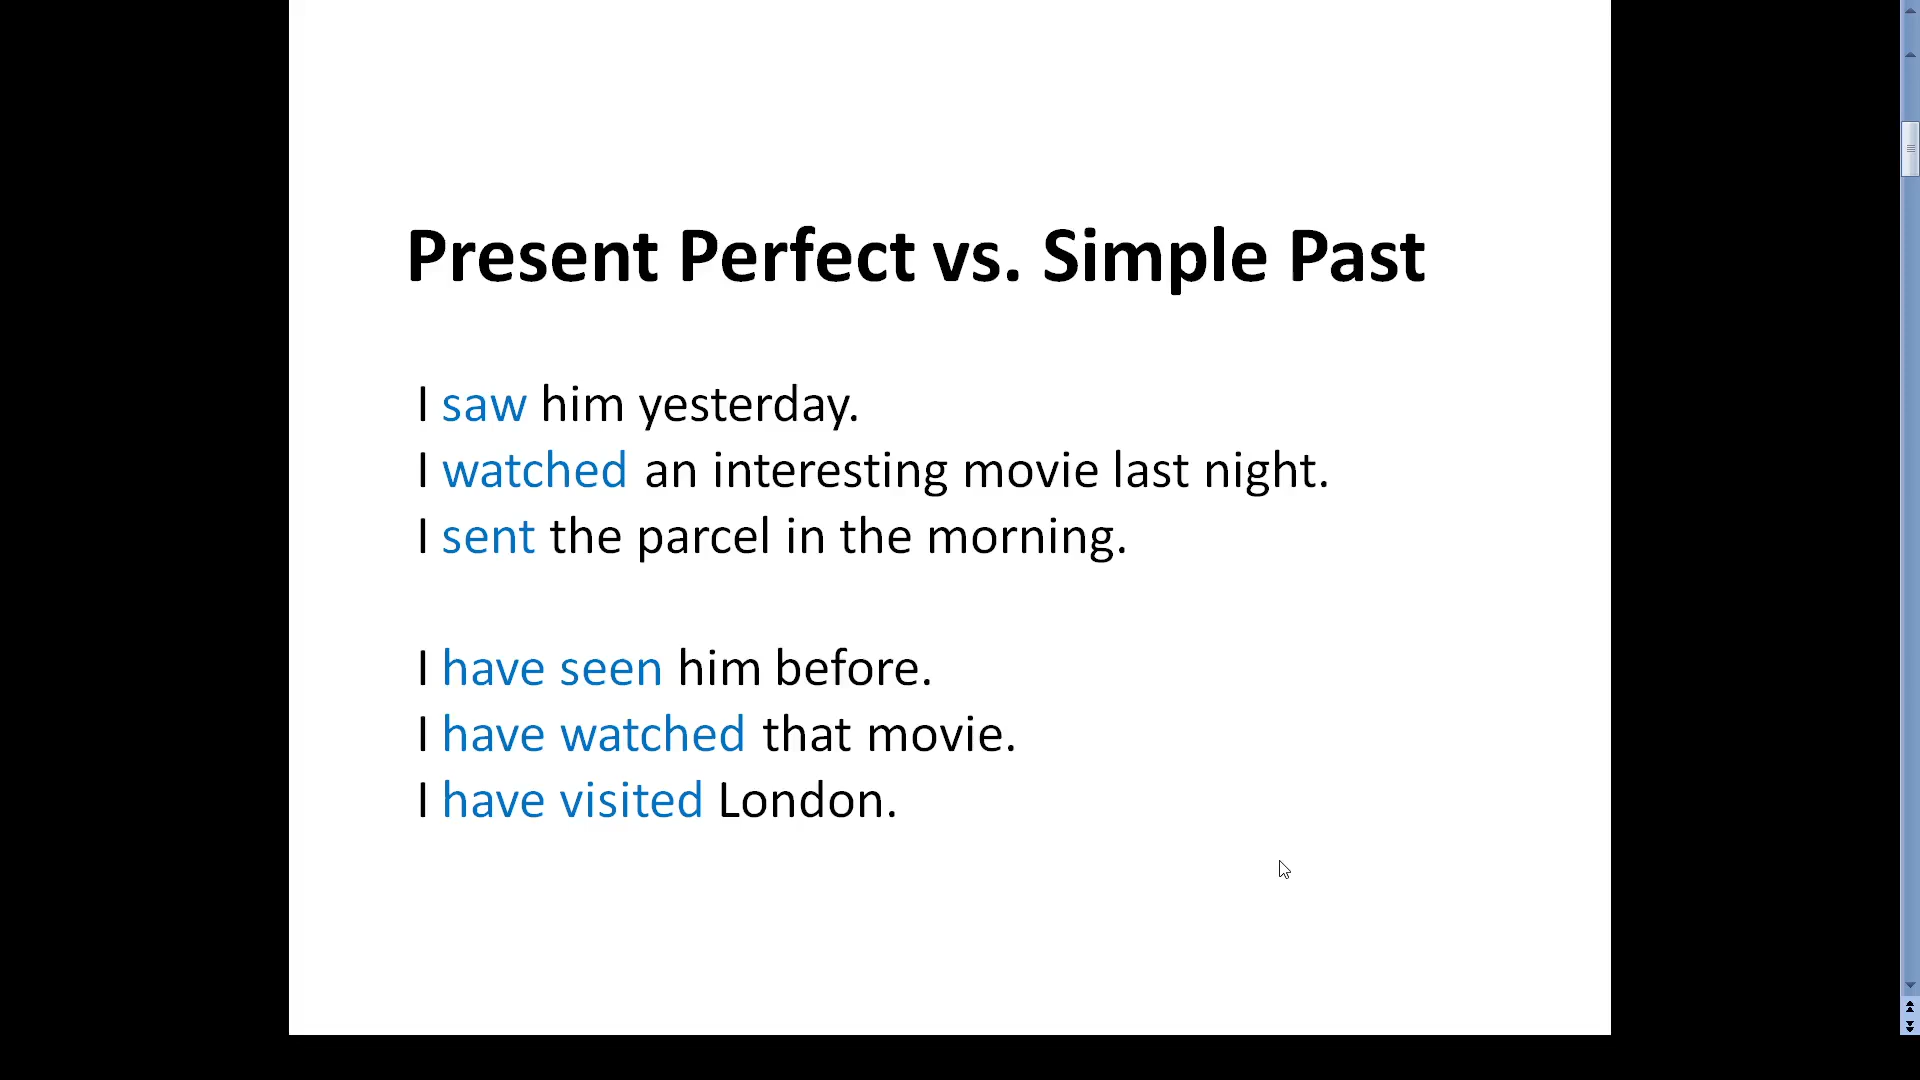 Present Perfect vs. Simple Past
I saw him yesterday.
I watched an interesting movie last night.
I sent the parcel in the morning.
I have seen him before.
I have watched that movie.
I have visited London.